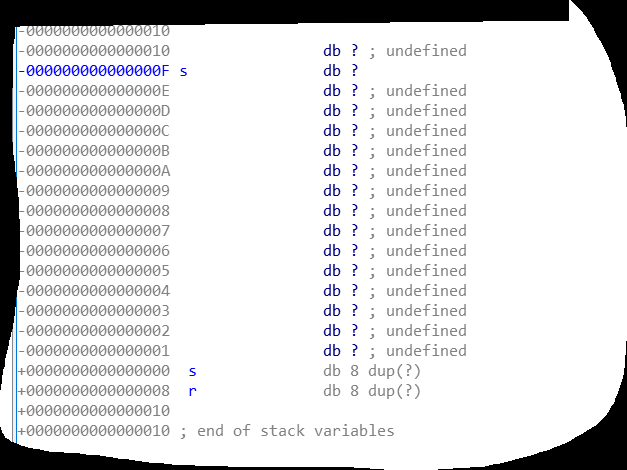 -0000000000000010
-0000000000000010 db ? ; undefined
-000000000000000F s db ?
-000000000000000E db ? ; undefined
-000000000000000D db ? ; undefined
-000000000000000C db ? ; undefined
-000000000000000B db ? ; undefined
-000000000000000A db ? ; undefined
-0000000000000009 db ? ; undefined
-0000000000000008 db ? ; undefined
-0000000000000007 db ? ; undefined
-0000000000000006 db ? ; undefined
-0000000000000005 db ? ; undefined
-0000000000000004 db ? ; undefined
-0000000000000003 db ? ; undefined
-0000000000000002 db ? ; undefined
-0000000000000001 db ? ; undefined
+0000000000000000 s db 8 dup(?)
+0000000000000008 r db 8 dup(?)
+0000000000000010
+0000000000000010 ; end of stack variables